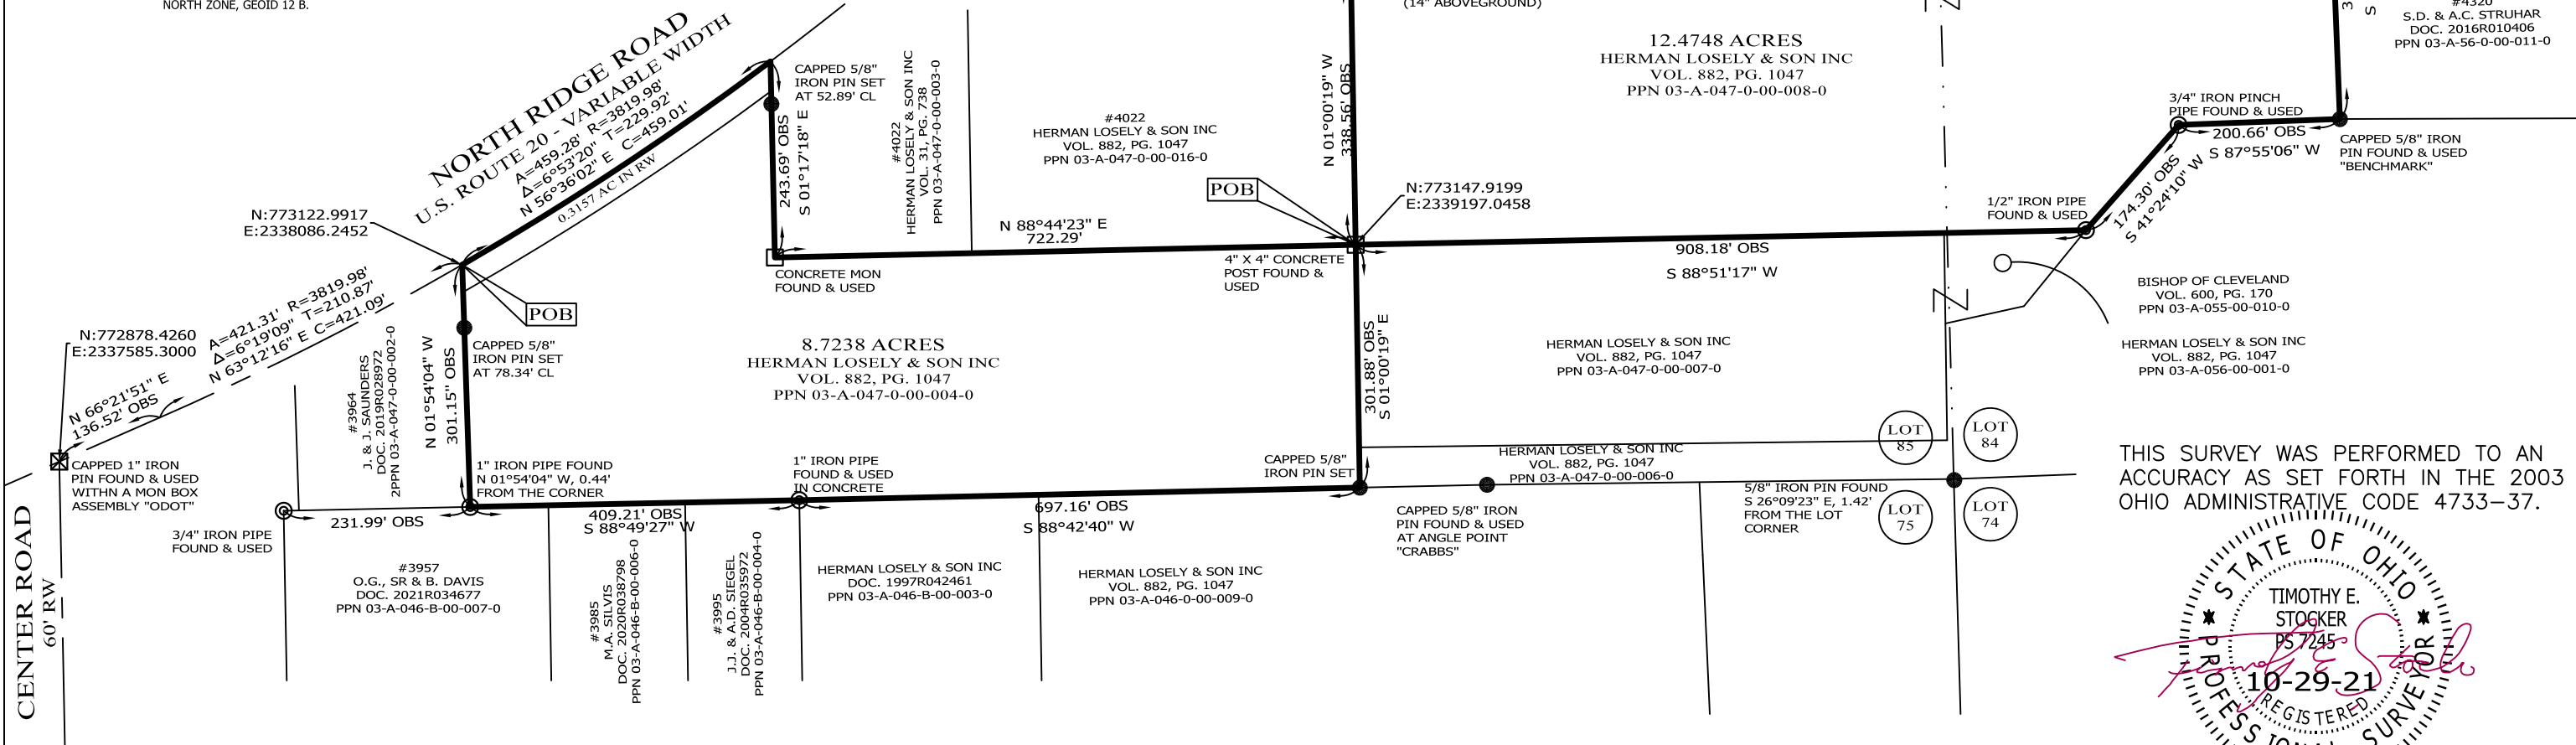 NORTH ZONE, GEOID 12 B.
(14" ABOVEGROUND)
#4320
S.D. & A.C. STRUHAR
DOC. 2016R010406
PPN 03-A-56-0-00-011-0
NORTH RIDGE ROAD
U.S. ROUTE 20 - VARIABLE WIDTH
A=459.28' R=3819.98'
Δ=6°53'20" T=229.92'
N 56°36'02" E C=459.01'
0.3157 AC IN RW
CAPPED 5/8"
IRON PIN SET
AT 52.89' CL
243.69' OBS
S 01°17'18" E
#4022
HERMAN LOSELY & SON INC
VOL. 31, PG. 738
PPN 03-A-047-0-00-003-0
#4022
HERMAN LOSELY & SON INC
VOL. 882, PG. 1047
PPN 03-A-047-0-00-016-0
N 01°00'19" W
338.56' OBS
12.4748 ACRES
HERMAN LOSELY & SON INC
VOL. 882, PG. 1047
PPN 03-A-047-0-00-008-0
3/4" IRON PINCH
PIPE FOUND & USED
200.66' OBS
S 87°55'06" W
CAPPED 5/8" IRON
PIN FOUND & USED
"BENCHMARK"
174.30' OBS
S 41°24'10" W
1/2" IRON PIPE
FOUND & USED
N:773122.9917
E:2338086.2452
POB
N:773147.9199
E:2339197.0458
N 88°44'23" E
722.29'
CONCRETE MON
FOUND & USED
4" X 4" CONCRETE
POST FOUND &
USED
908.18' OBS
S 88°51'17" W
BISHOP OF CLEVELAND
VOL. 600, PG. 170
PPN 03-A-055-00-010-0
HERMAN LOSELY & SON INC
VOL. 882, PG. 1047
PPN 03-A-056-00-001-0
N:772878.4260
E:2337585.3000
A=421.31' R=3819.98'
Δ=6°19'09" T=210.87'
N 63°12'16" E C=421.09'
N 66°21'51" E
136.52' OBS
POB
CAPPED 5/8"
IRON PIN SET
AT 78.34' CL
#3964
J. & J. SAUNDERS
DOC. 2019R028972
2PPN 03-A-047-0-00-002-0
N 01°54'04" W
301.15" OBS
8.7238 ACRES
HERMAN LOSELY & SON INC
VOL. 882, PG. 1047
PPN 03-A-047-0-00-004-0
301.88' OBS
S 01°00'19" E
HERMAN LOSELY & SON INC
VOL. 882, PG. 1047
PPN 03-A-047-0-00-007-0
CAPPED 1" IRON
PIN FOUND & USED
WITHN A MON BOX
ASSEMBLY "ODOT"
3/4" IRON PIPE
FOUND & USED
231.99' OBS
1" IRON PIPE FOUND
N 01°54'04" W, 0.44'
FROM THE CORNER
1" IRON PIPE
FOUND & USED
IN CONCRETE
409.21' OBS
S 88°49'27" W
697.16' OBS
S 88°42'40" W
CAPPED 5/8"
IRON PIN SET
HERMAN LOSELY & SON INC
VOL. 882, PG. 1047
PPN 03-A-047-0-00-006-0
CAPPED 5/8" IRON
PIN FOUND & USED
AT ANGLE POINT
"CRABBS"
5/8" IRON PIN FOUND
S 26°09'23" E, 1.42'
FROM THE LOT
CORNER
LOT
85
LOT
84
LOT
75
LOT
74
CENTER ROAD
60' RW
#3957
O.G., SR & B. DAVIS
DOC. 2021R034677
PPN 03-A-046-B-00-007-0
#3985
M.A. SILVIS
DOC. 2020R038798
PPN 03-A-046-B-00-006-0
#3995
J.J. & A.D. SIEGEL
DOC. 2004R035972
PPN 03-A-046-B-00-004-0
HERMAN LOSELY & SON INC
DOC. 1997R042461
PPN 03-A-046-B-00-003-0
HERMAN LOSELY & SON INC
VOL. 882, PG. 1047
PPN 03-A-046-0-00-009-0
THIS SURVEY WAS PERFORMED TO AN
ACCURACY AS SET FORTH IN THE 2003
OHIO ADMINISTRATIVE CODE 4733-37.
STATE OF OHIO
TIMOTHY E.
STOCKER
PS 7245
10-29-21
REGISTERED
PROFESSIONAL SURVEYOR